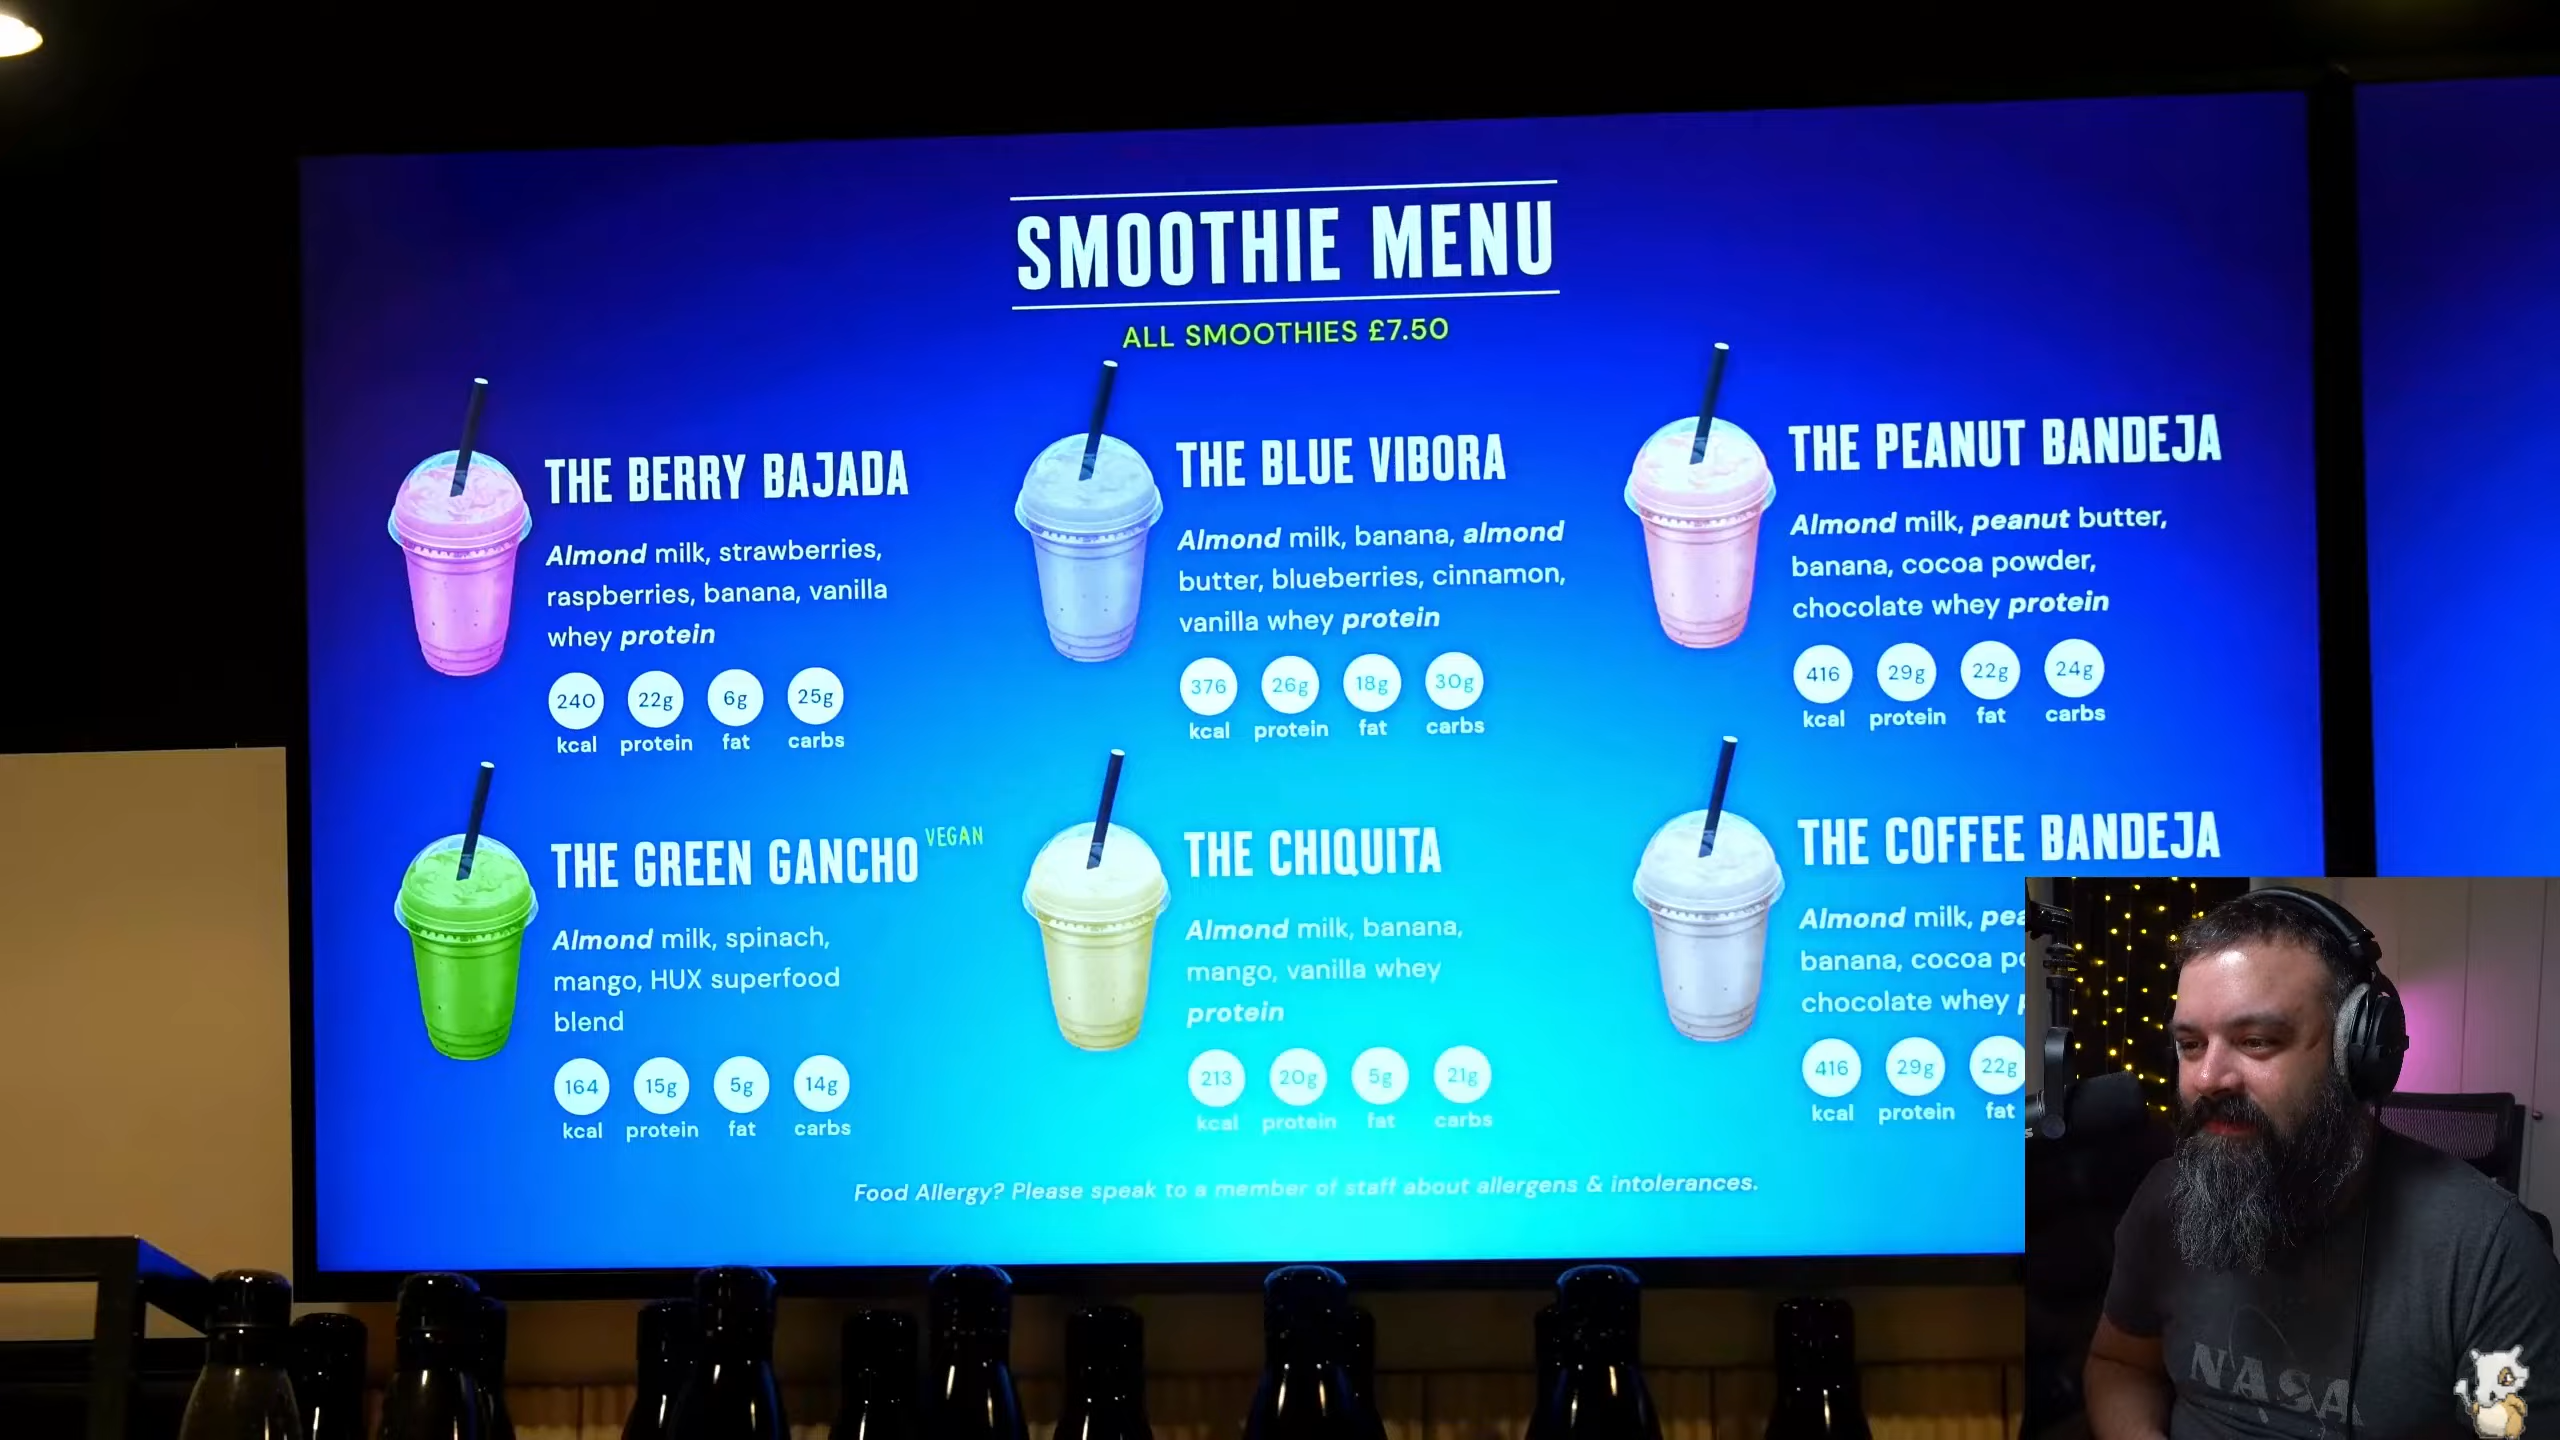 SMOOTHIE MENU
ALL SMOOTHIES £7.50
THE BERRY BAJADA
Almond milk, strawberries,
raspberries, banana, vanilla
whey protein
240 22g 6g 25g
kcal protein fat carbs
THE BLUE VIBORA
Almond milk, banana, almond
butter, blueberries, cinnamon,
vanilla whey protein
376 26g 18g 30g
kcal protein fat carbs
THE PEANUT BANDEJA
Almond milk, peanut butter,
banana, cocoa powder,
chocolate whey protein
416 29g 22g 24g
kcal protein fat carbs
THE GREEN GANCHO VEGAN
Almond milk, spinach,
mango, HUX superfood
blend
164 15g 5g 14g
kcal protein fat carbs
THE CHIQUITA
Almond milk, banana,
mango, vanilla whey
protein
213 20g 5g 21g
kcal protein fat carbs
THE COFFEE BANDEJA
Almond milk,
banana, cocoa
chocolate whey
416 29g 22g
kcal protein fat
Food Allergy? Please speak to a member of staff about allergens & intolerances.
NASA